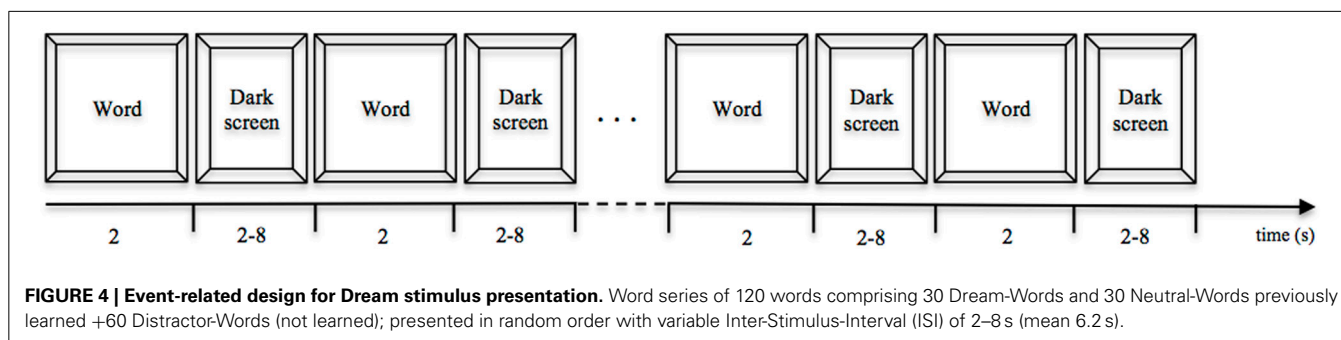 Word
Dark
screen
Word
Dark
screen
. . .
Word
Dark
screen
Word
Dark
screen
2
2-8
2
2-8
2
2-8
2
2-8
time (s)
FIGURE 4 | Event-related design for Dream stimulus presentation. Word series of 120 words comprising 30 Dream-Words and 30 Neutral-Words previously
learned +60 Distractor-Words (not learned); presented in random order with variable Inter-Stimulus-Interval (ISI) of 2–8 s (mean 6.2 s).